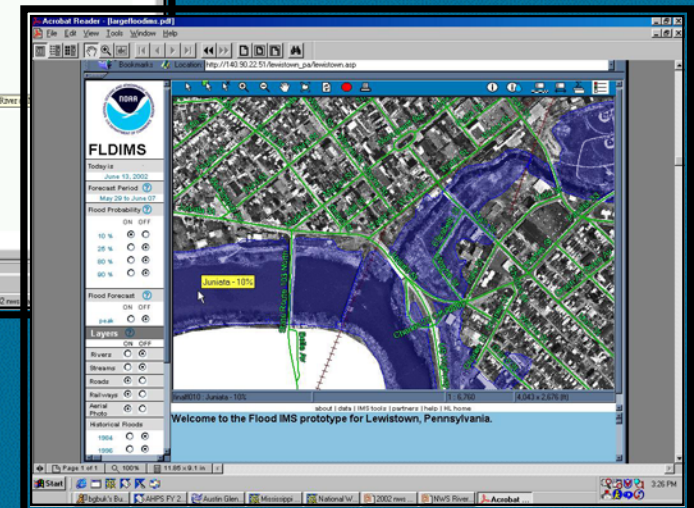 Acrobat Reader - [largefloodims.pdf]
File Edit View Tools Window Help
Bookmarks Location: http://140.90.22.51/lewistown_pa/lewistown.asp
NOAA
FLDIMS
Today is
June 13, 2002
Forecast Period ?
May 29 to June 07
Flood Probability ?
ON OFF
10 %
25 %
80 %
90 %
Flood Forecast ?
ON OFF
peak
Layers ?
ON OFF
Rivers
Streams
Roads
Railways
Aerial
Photo
Historical Floods
1984
1996
Juniata - 10%
Juniata - 10%
1 : 6,760
4,043 x 2,676 (ft)
about | data | IMS tools | partners | help | HL home
Welcome to the Flood IMS prototype for Lewistown, Pennsylvania.
Page 1 of 1 100% 11.85 x 9.1 in
Start
AHPS FY 2... Austin Glen... Mississippi ... National W... 2002 nws ... NWS River... Acrobat ...
3:26 PM